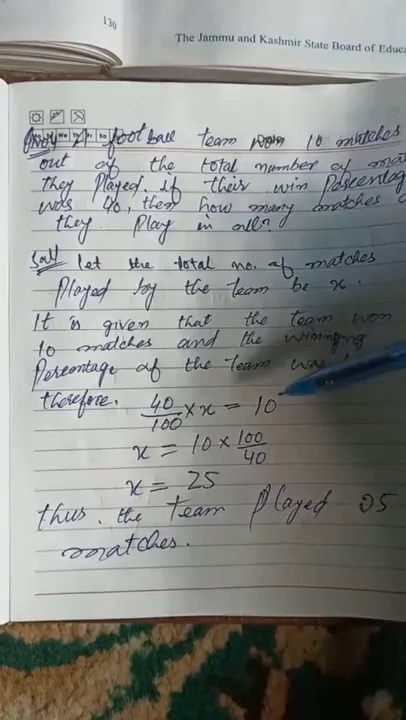 130
The Jammu and Kashmir State Board of Educa
A foot ball team won 10 matches
out of the total number of mat
They Played. if their win Percentag
was 40, then how many matches d
they Play in all?
Sol let the total no. of matches
Played by the team be x.
It is given that the team won
10 matches and the winning
Percentage of the team was
therefore, 40/100 × x = 10
x = 10 × 100/40
x = 25
thus, the team Played 25
matches.